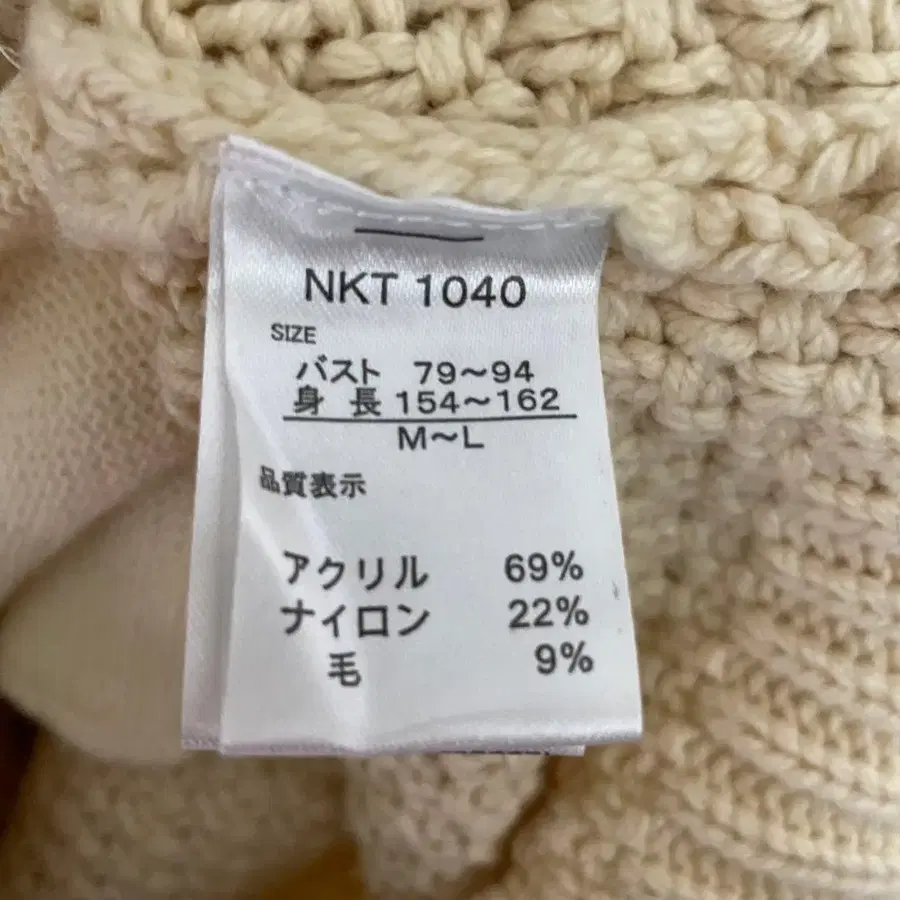 NKT 1040
SIZE
バスト 79～94
身 長 154～162
M～L
品質表示
アクリル 69%
ナイロン 22%
毛 9%